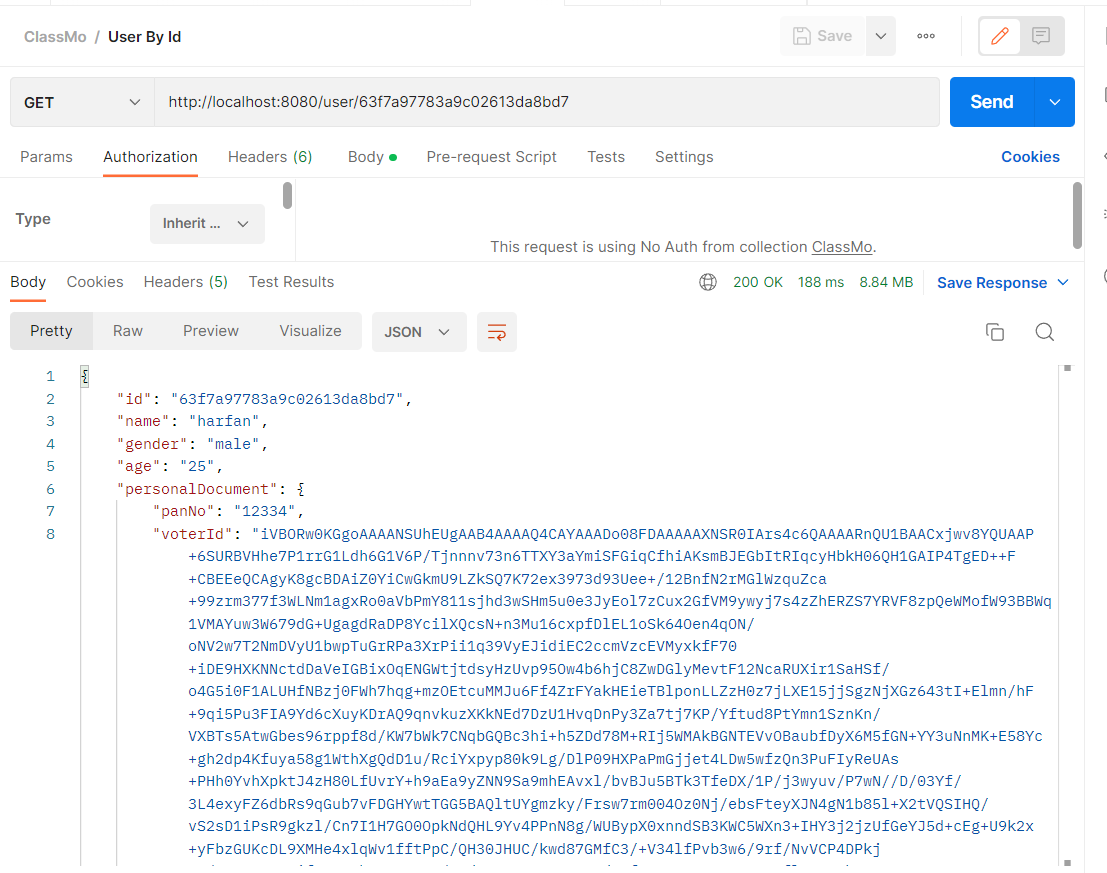 ClassMo / User By Id
Save
GET
http://localhost:8080/user/63f7a97783a9c02613da8bd7
Send
Params Authorization Headers (6) Body Pre-request Script Tests Settings Cookies
Type
Inherit ...
This request is using No Auth from collection ClassMo.
Body Cookies Headers (5) Test Results 200 OK 188 ms 8.84 MB Save Response
Pretty Raw Preview Visualize JSON
1 {
2 "id": "63f7a97783a9c02613da8bd7",
3 "name": "harfan",
4 "gender": "male",
5 "age": "25",
6 "personalDocument": {
7 "panNo": "12334",
8 "voterId": "iVBORw0KGgoAAAANSUhEUgAAB4AAAAQ4CAYAAADo08FDAAAAAXNSR0IArs4c6QAAAARnQU1BAACxjwv8YQUAAP
+6SURBVHhe7P1rrG1Ldh6G1V6P/Tjnnnv73n6TTXY3aYmiSFGiqCfhiAKsmBJEGbItRIqcyHbkH06QH1GAIP4TgED++F
+CBEEeQCAgyK8gcBDAiZ0YiCwGkmU9LZkSQ7K72ex3973d93Uee+/12BnfN2rMGlWzquZca
+99zrm377f3WLNm1agxRo0aVbPmY811sjhd3wSHm5u0e3JyEol7zCux2GfVM9ywyj7s4zZhERZS7YRVF8zpQeWMofW93BBWq
1VMAYuw3W679dG+UgagdRaDP8YcilXQcsN+n3Mu16cxpfDlEL1oSk64Oen4qON/
oNV2w7T2NmDVyU1bwpTuGrRPa3XrPii1q39VyEJidiEC2ccmVzcEVMyxkfF70
+iDE9HXKNNctdDaVeIGBixOqENGWtjtdsyHzUvp95Ow4b6hjC8ZwDGlyMevtF12NcaRUXir1SaHSf/
o4G5i0F1ALUHfNBzj0FWh7hqg+mzOEtcuMMJu6Ff4ZrFYakHEieTBlponLLZzH0z7jLXE15jjSgzNjXGz643tI+Elmn/hF
+9qi5Pu3FIA9Yd6cXuyKDrAQ9qnvkuzXKkNEd7DzU1HvqDnPy3Za7tj7KP/Yftud8PtYmn1SznKn/
VXBTs5AtwGbes96rppf8d/KW7bWk7CNqbGQBc3hi+h5ZDd78M+RIj5WMAkBGNTEVvOBaubfDyX6M5fGN+YY3uNnMK+E58Yc
+gh2dp4Kfuya58g1WthXgQdD1u/RciYxpyp80k9Lg/DlP09HXPaPmGjjet4LDw5wfzQn3PuFIyReUAs
+PHh0YvhXpktJ4zH80LfUvrY+h9aEa9yZNN9Sa9mhEAvxl/bvBJu5BTk3TfeDX/1P/j3wyuv/P7wN//D/03Yf/
3L4exyFZ6dbRs9qGub7vFDGHYwtTGG5BAQltUYgmzky/Frsw7rm004Oz0Nj/ebsFteyXJN4gN1b85l+X2tVQSIHQ/
vS2sD1iPsR9gkzl/Cn7I1H7GO0OpkNdQHL9Yv4PPnN8g/WUBypX0xnndSB3KWC5WXn3+IHY3j2jzUfGeYJ5d+cEg+U9k2x
+yFbzGUKcDL9XMHe4xlqWv1fftPpC/QH30JHUC/kwd87GMfC3/+V34lfPvb3w6/9rf/NvVCP4DPkj